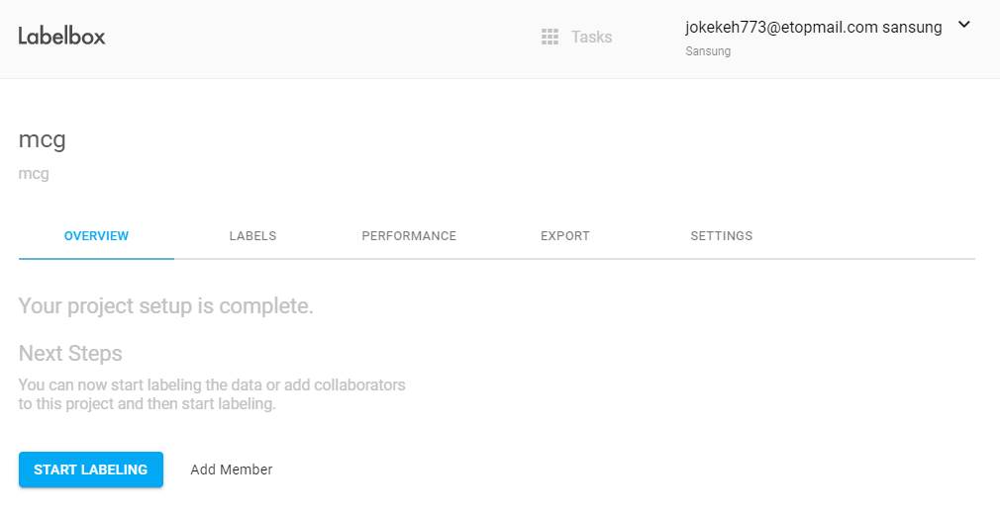 Labelbox
Tasks
jokekeh773@etopmail.com sansung
Sansung
mcg
mcg
OVERVIEW LABELS PERFORMANCE EXPORT SETTINGS
Your project setup is complete.
Next Steps
You can now start labeling the data or add collaborators
to this project and then start labeling.
START LABELING Add Member